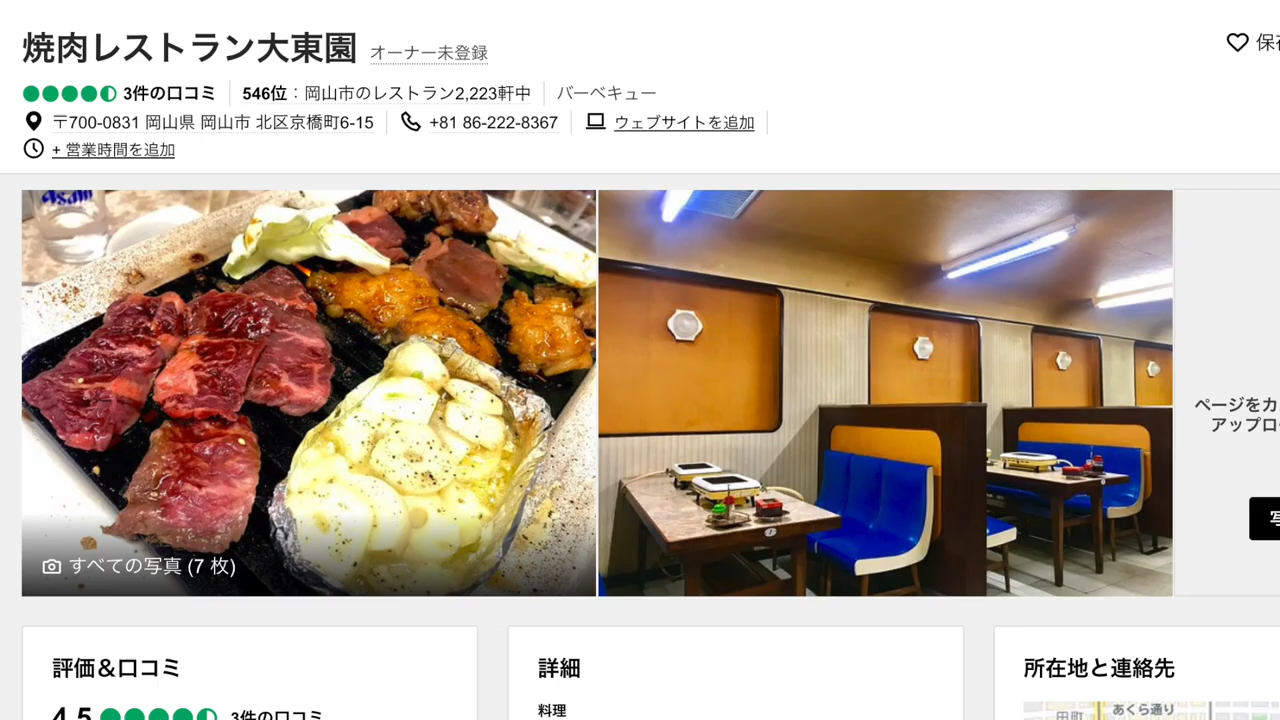 焼肉レストラン大東園 オーナー未登録
保存
3件の口コミ 546位：岡山市のレストラン2,223軒中 バーベキュー
〒700-0831 岡山県 岡山市 北区京橋町6-15 +81 86-222-8367 ウェブサイトを追加
+ 営業時間を追加
Asahi
ページをカ
アップロ
写
すべての写真 (7 枚)
評価＆口コミ
詳細
所在地と連絡先
4.5 3件の口コミ
料理
田町
あくら通り